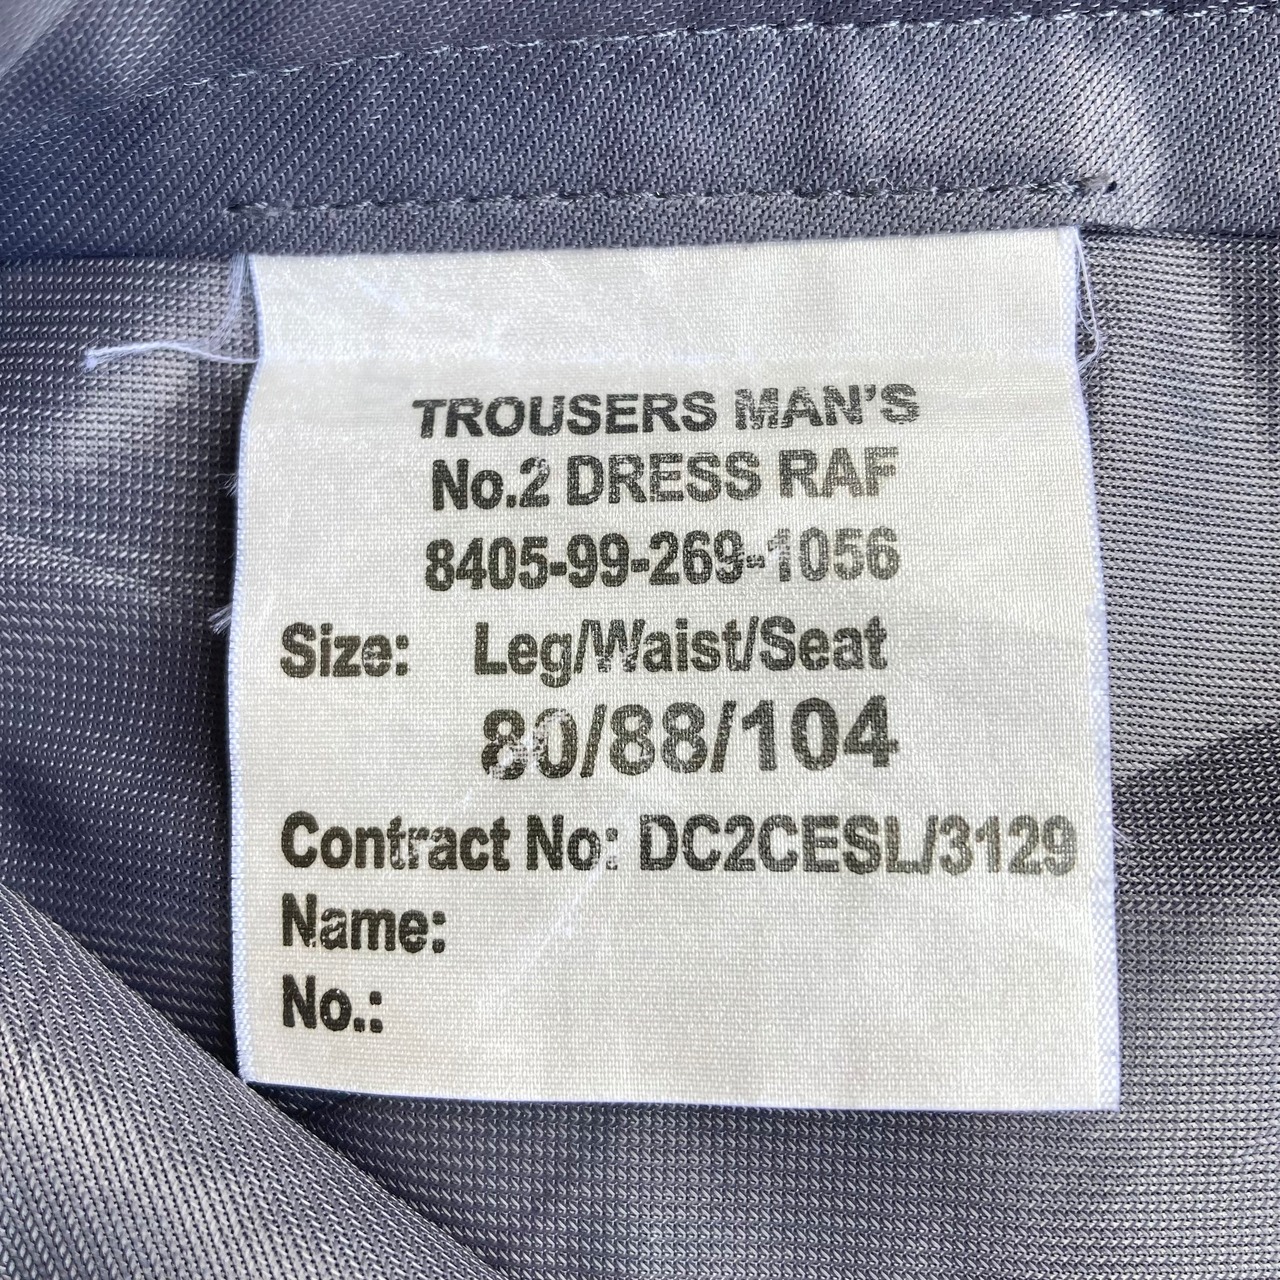 TROUSERS MAN'S
No.2 DRESS RAF
8405-99-269-1056
Size: Leg/Waist/Seat
80/88/104
Contract No: DC2CESL/3129
Name:
No.: